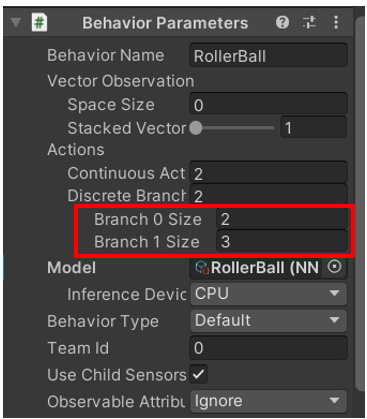 # Behavior Parameters
Behavior Name RollerBall
Vector Observation
Space Size 0
Stacked Vector 1
Actions
Continuous Act 2
Discrete Branch 2
Branch 0 Size 2
Branch 1 Size 3
Model RollerBall (NN
Inference Devic CPU
Behavior Type Default
Team Id 0
Use Child Sensors
Observable Attribu Ignore